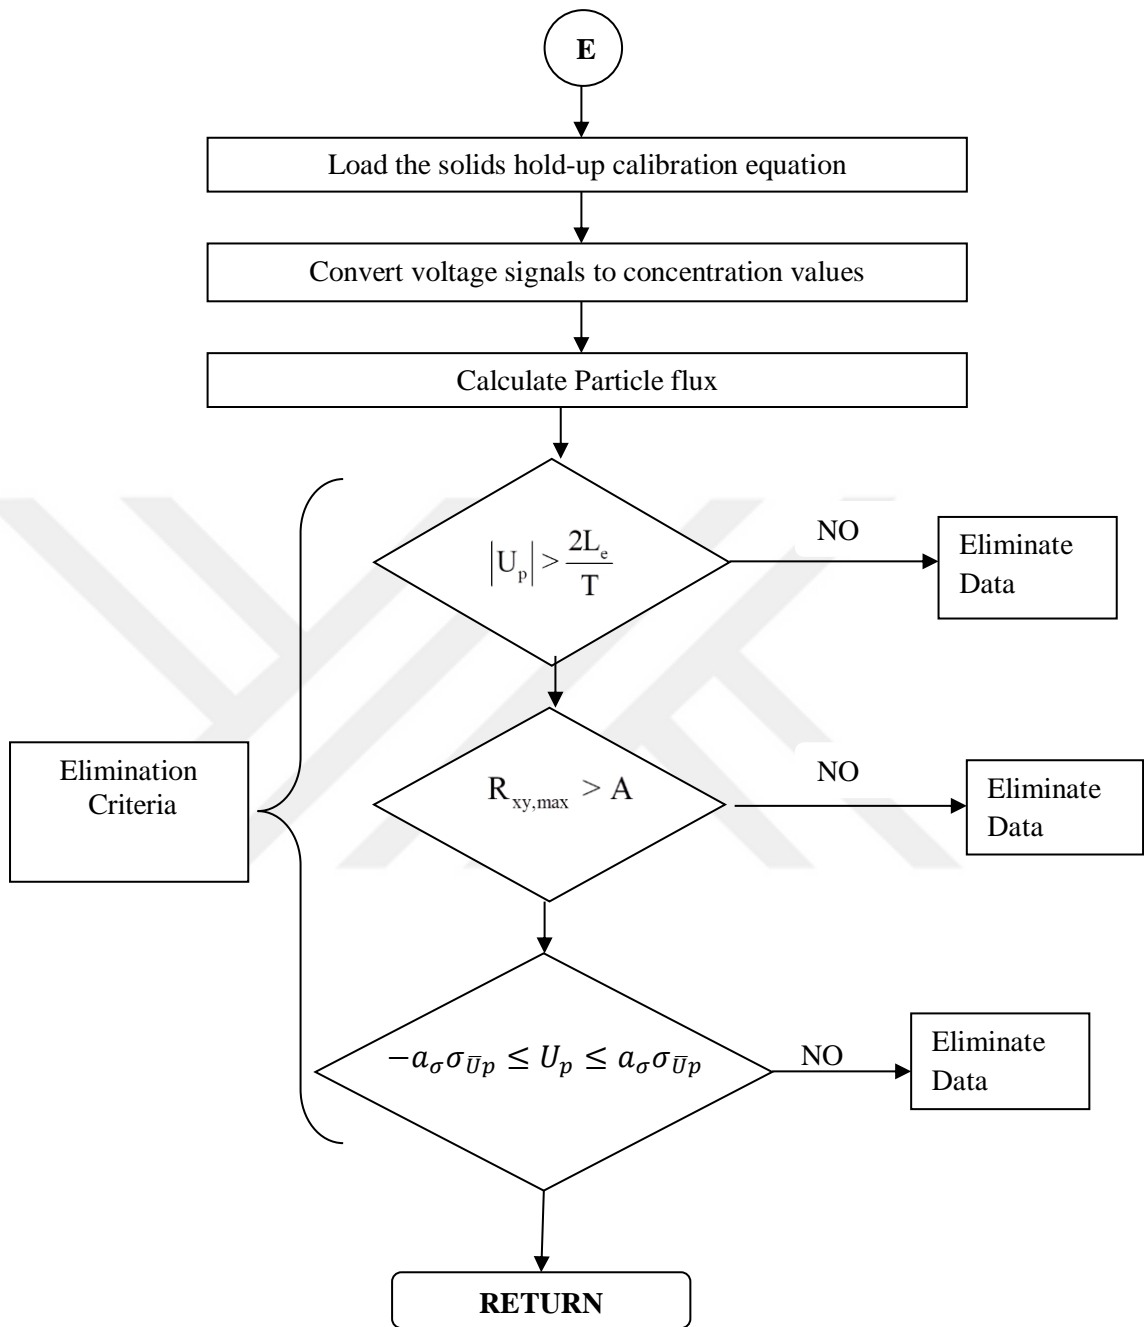 E
Load the solids hold-up calibration equation
Convert voltage signals to concentration values
Calculate Particle flux
|U_p| > 2L_e/T
NO
Eliminate
Data
Elimination
Criteria
R_xy,max > A
NO
Eliminate
Data
−a_σσ_Ūp ≤ U_p ≤ a_σσ_Ūp
NO
Eliminate
Data
RETURN